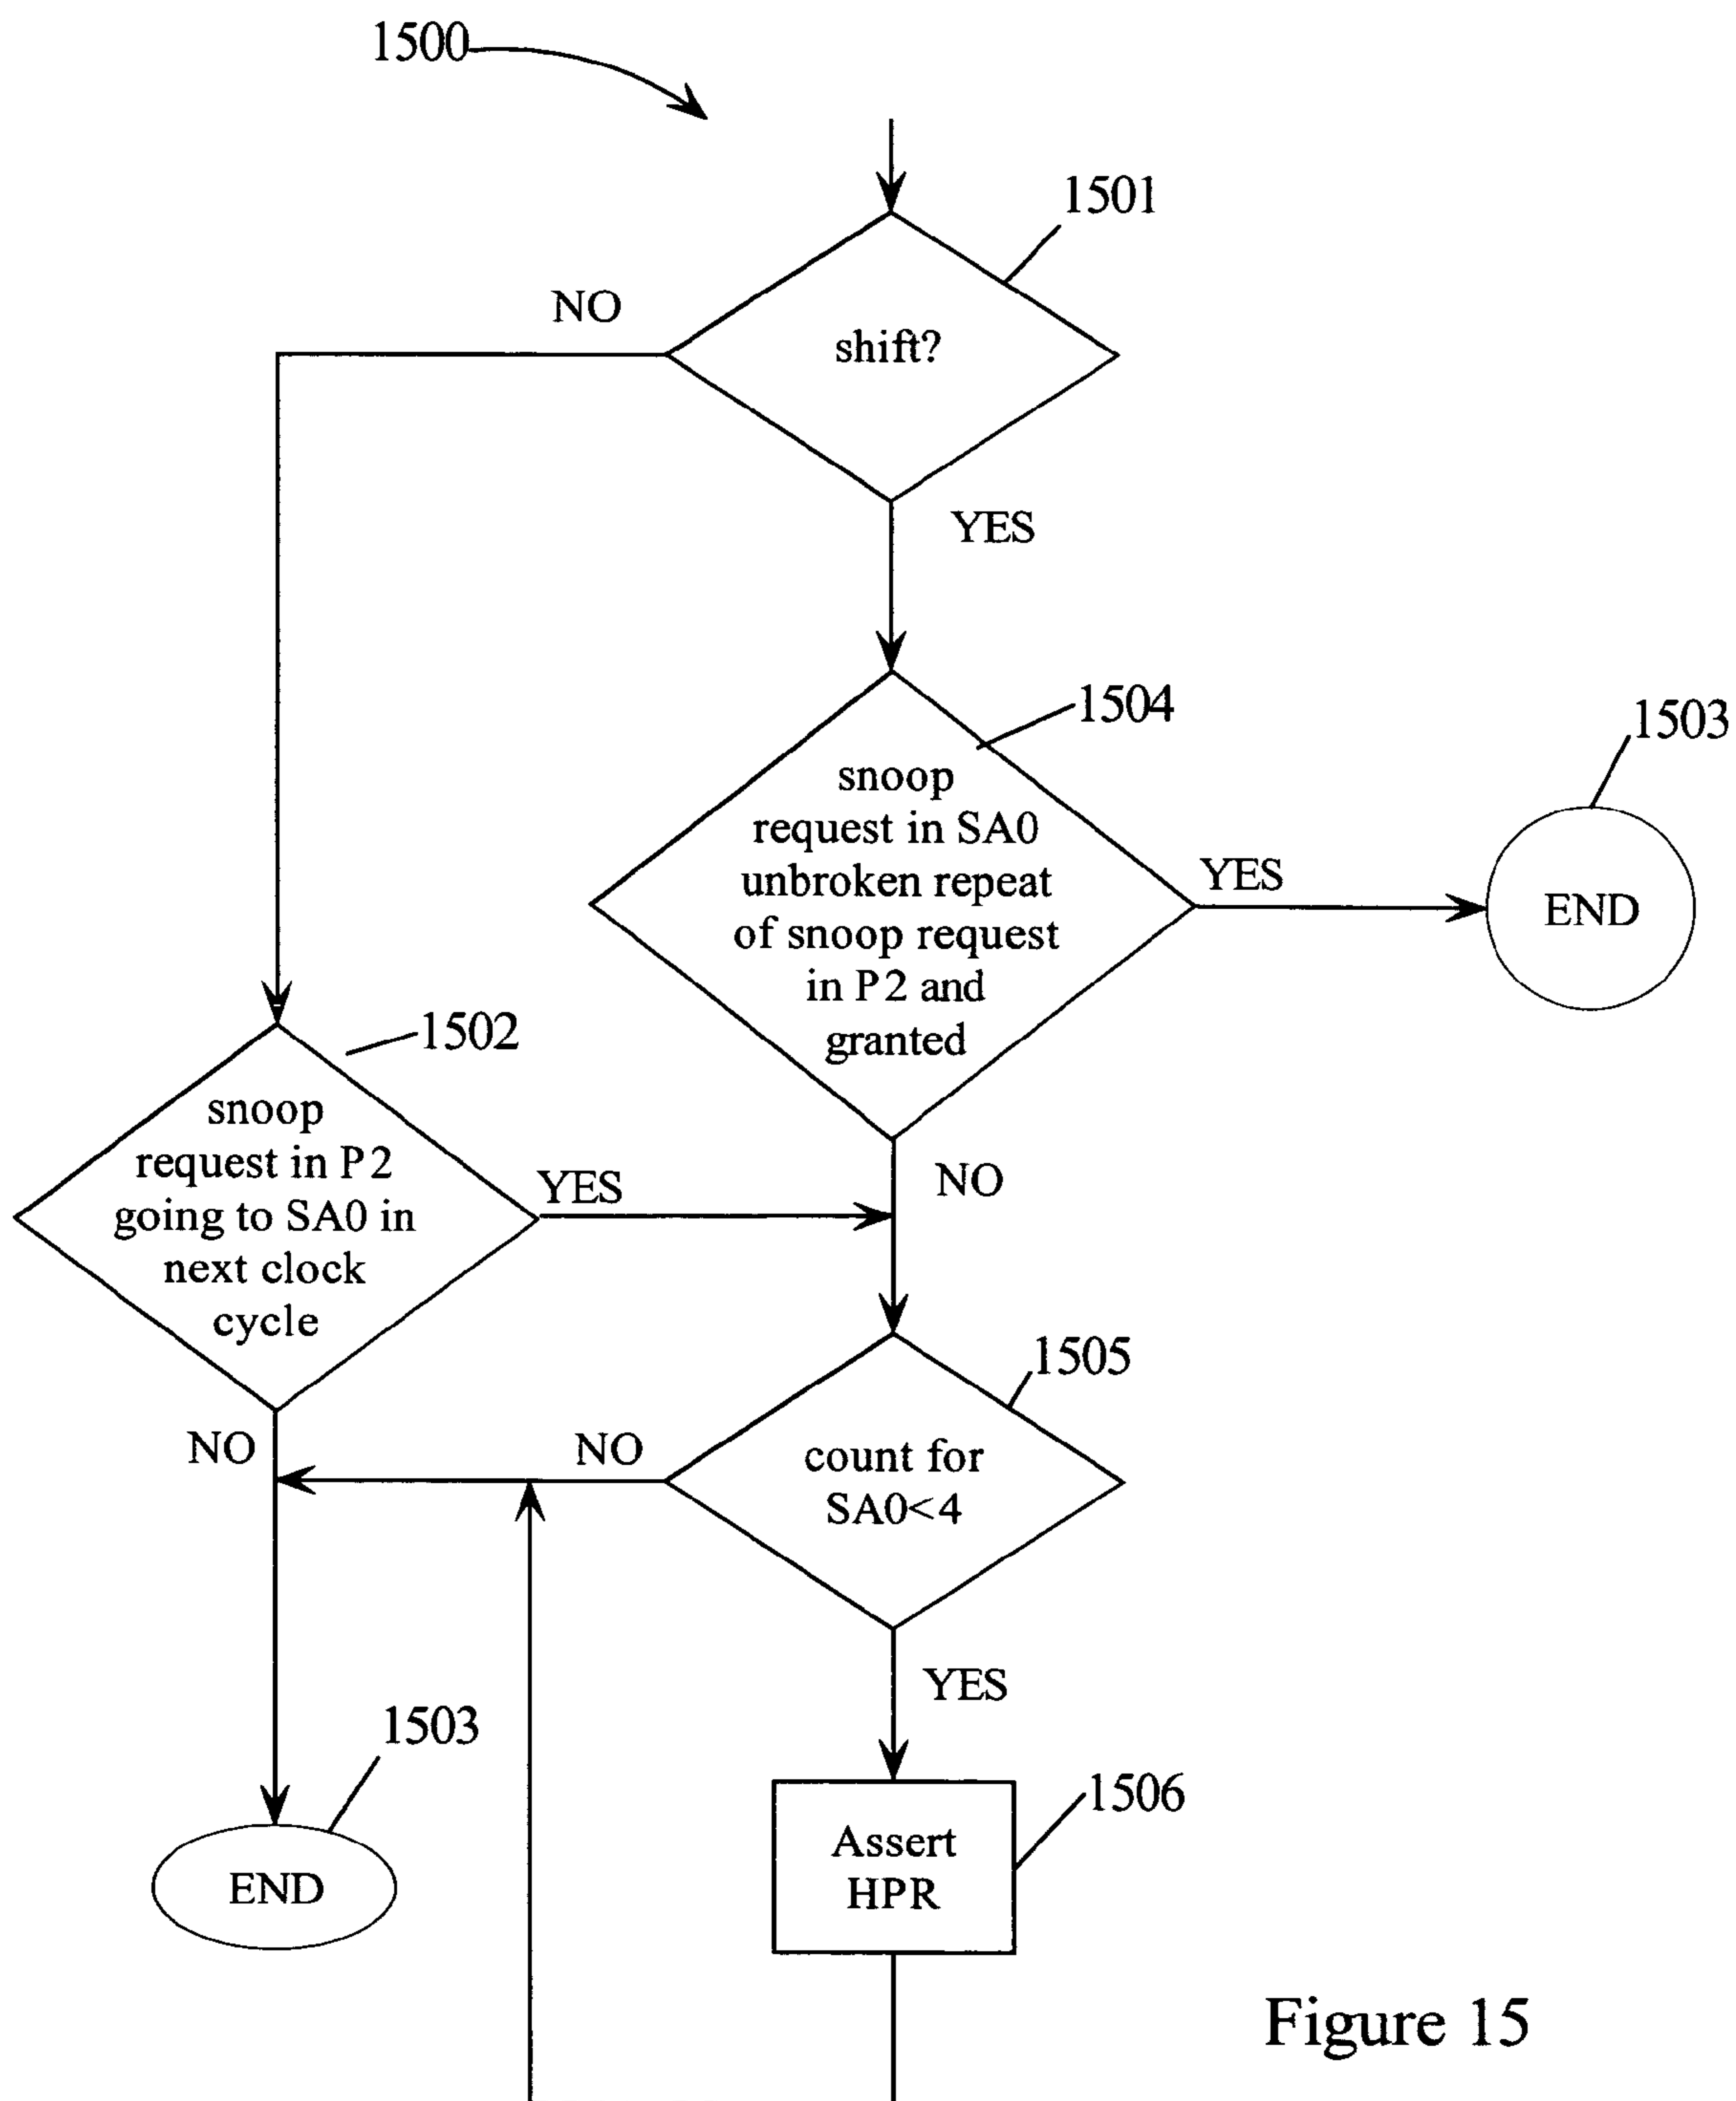 1500
1501
NO
shift?
YES
1504
1503
snoop
request in SA0
unbroken repeat
of snoop request
in P2 and
granted
YES
END
1502
snoop
request in P2
going to SA0 in
next clock
cycle
YES
NO
1505
NO
NO
count for
SA0<4
YES
1503
1506
END
Assert
HPR
Figure 15